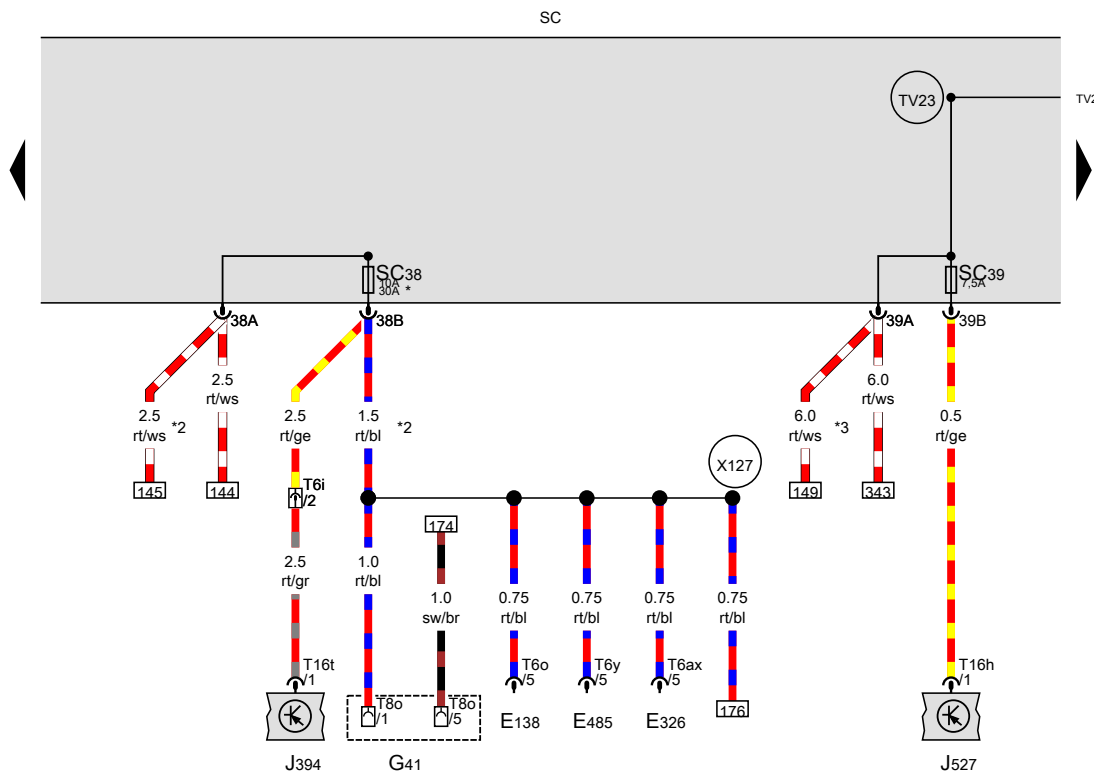 SC
TV23
TV2
SC38
10A
30A *
SC39
7,5A
38A
38B
39A
39B
2.5
rt/ws *2
2.5
rt/ws
2.5
rt/ge
1.5
rt/bl *2
6.0
rt/ws *3
6.0
rt/ws
0.5
rt/ge
X127
145
144
T6i
/2
149
343
174
2.5
rt/gr
1.0
rt/bl
1.0
sw/br
0.75
rt/bl
0.75
rt/bl
0.75
rt/bl
0.75
rt/bl
T16t
/1
T8o
/1
T8o
/5
T6o
/5
T6y
/5
T6ax
/5
176
T16h
/1
E138
E485
E326
J394
G41
J527